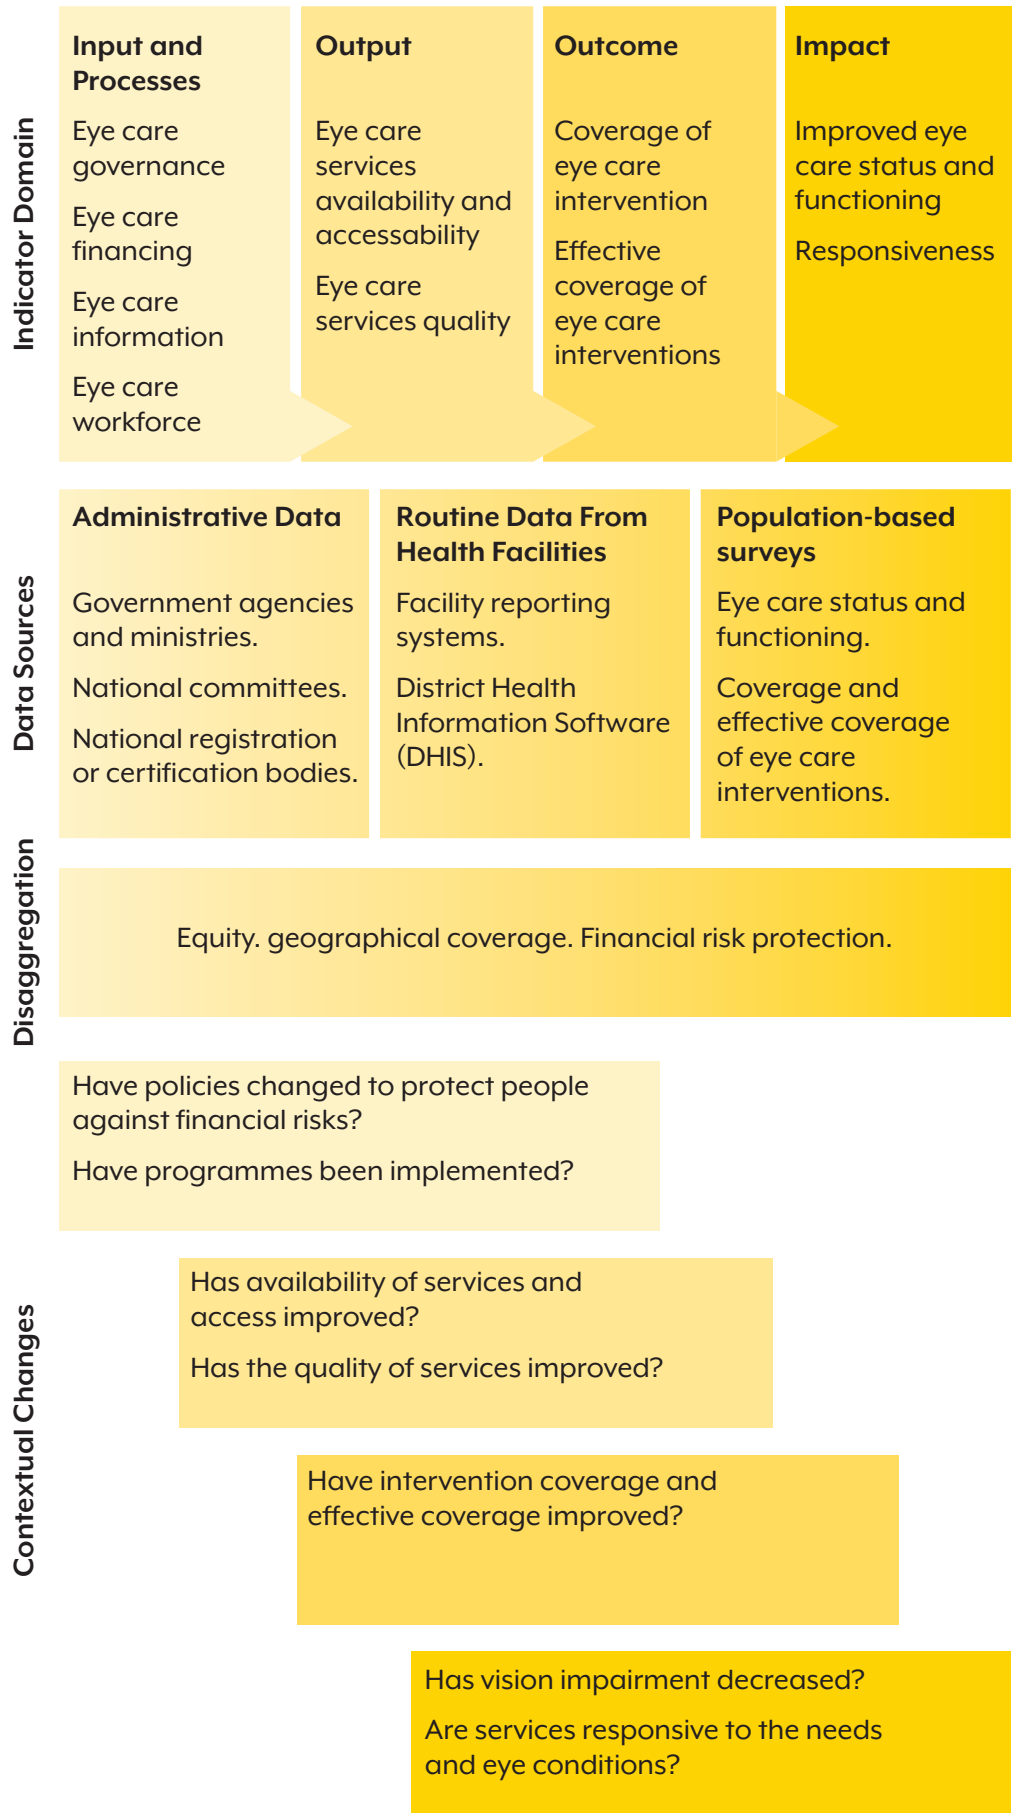 Indicator Domain
Input and
Processes
Eye care
governance
Eye care
financing
Eye care
information
Eye care
workforce
Output
Eye care
services
availability and
accessability
Eye care
services quality
Outcome
Coverage of
eye care
intervention
Effective
coverage of
eye care
interventions
Impact
Improved eye
care status and
functioning
Responsiveness
Data Sources
Administrative Data
Government agencies
and ministries.
National committees.
National registration
or certification bodies.
Routine Data From
Health Facilities
Facility reporting
systems.
District Health
Information Software
(DHIS).
Population-based
surveys
Eye care status and
functioning.
Coverage and
effective coverage
of eye care
interventions.
Disaggregation
Equity. geographical coverage. Financial risk protection.
Contextual Changes
Have policies changed to protect people
against financial risks?
Have programmes been implemented?
Has availability of services and
access improved?
Has the quality of services improved?
Have intervention coverage and
effective coverage improved?
Has vision impairment decreased?
Are services responsive to the needs
and eye conditions?